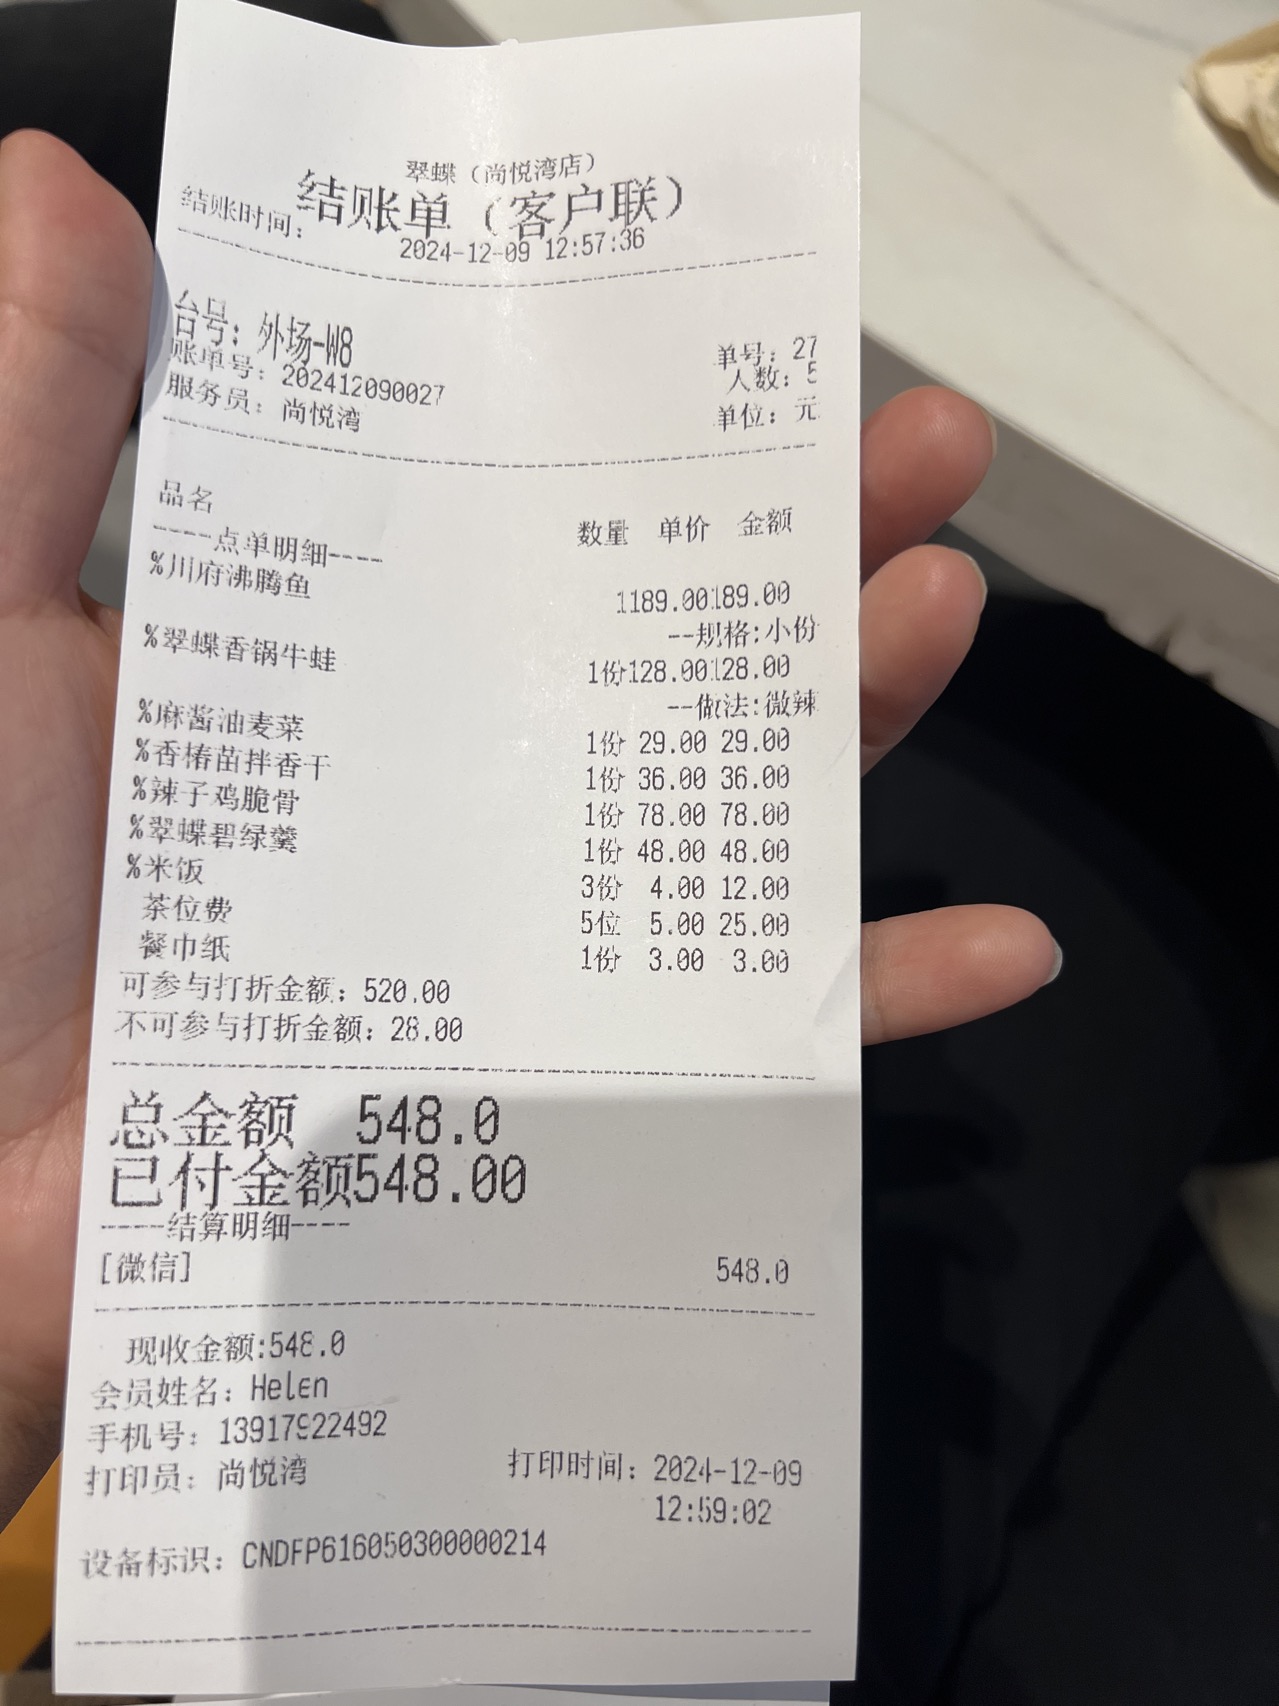 翠蝶（尚悦湾店）
结账单（客户联）
结账时间：
2024-12-09 12:57:36
台号：外场-W8
账单号：202412090027
单号：27
人数：5
服务员：尚悦湾
单位：元
品名 数量 单价 金额
----点单明细----
%川府沸腾鱼
1189.00189.00
--规格:小份
%翠蝶香锅牛蛙
1份128.00128.00
--做法:微辣
%麻酱油麦菜 1份 29.00 29.00
%香椿苗拌香干 1份 36.00 36.00
%辣子鸡脆骨 1份 78.00 78.00
%翠蝶碧绿羹 1份 48.00 48.00
%米饭 3份 4.00 12.00
茶位费 5位 5.00 25.00
餐巾纸 1份 3.00 3.00
可参与打折金额：520.00
不可参与打折金额：28.00
总金额 548.0
已付金额548.00
----结算明细----
[微信] 548.0
现收金额:548.0
会员姓名：Helen
手机号：13917922492
打印员：尚悦湾 打印时间：2024-12-09
12:59:02
设备标识：CNDFP616050300000214